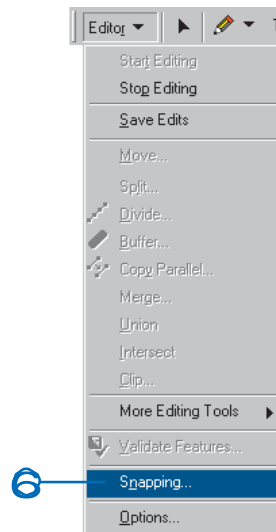 Editor
Start Editing
Stop Editing
Save Edits
Move...
Split...
Divide...
Buffer...
Copy Parallel...
Merge...
Union
Intersect
Clip...
More Editing Tools
Validate Features...
6 Snapping...
Options...